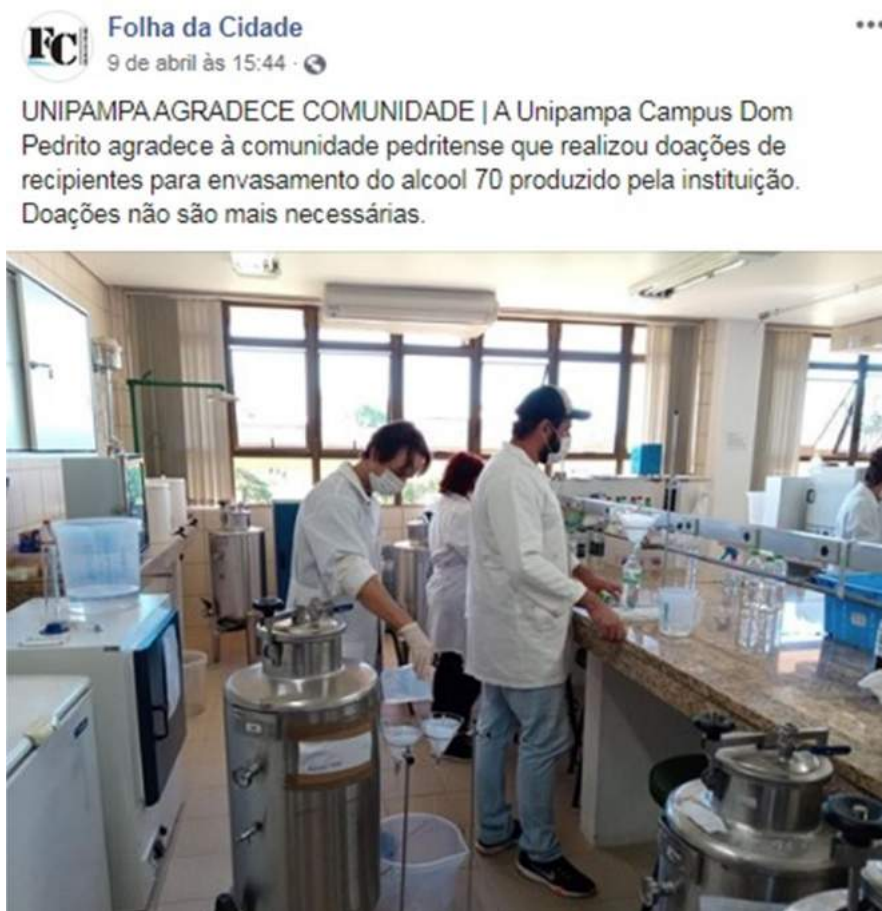 FC
Folha da Cidade
9 de abril às 15:44 ·
UNIPAMPA AGRADECE COMUNIDADE | A Unipampa Campus Dom
Pedrito agradece à comunidade pedritense que realizou doações de
recipientes para envasamento do alcool 70 produzido pela instituição.
Doações não são mais necessárias.